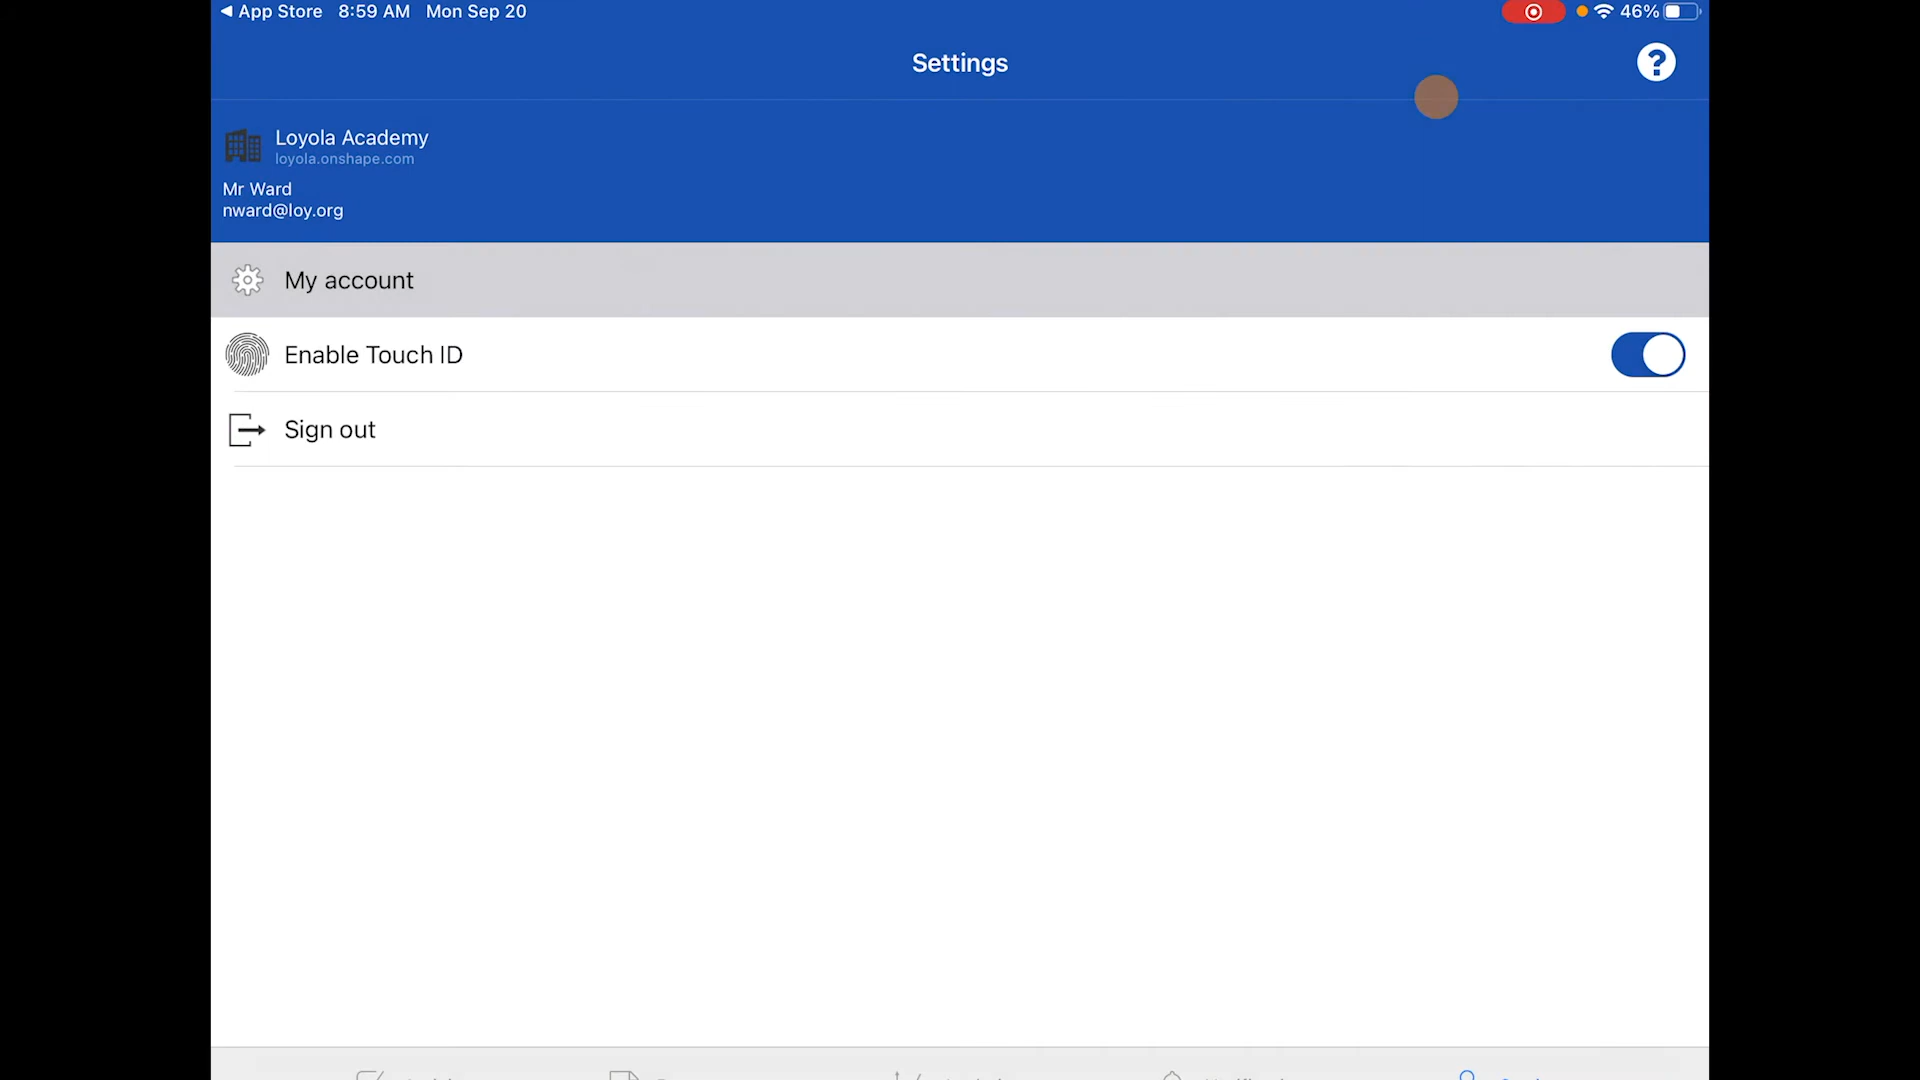 App Store 8:59 AM Mon Sep 20 46%
Settings
?
Loyola Academy
loyola.onshape.com
Mr Ward
nward@loy.org
My account
Enable Touch ID
Sign out